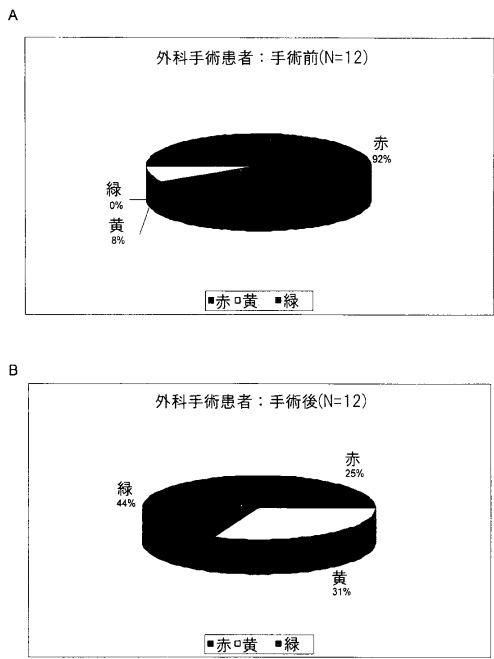 A
外科手術患者：手術前(N=12)
赤
92%
緑
0%
黄
8%
■赤□黄 ■緑
B
外科手術患者：手術後(N=12)
赤
25%
緑
44%
黄
31%
■赤□黄 ■緑